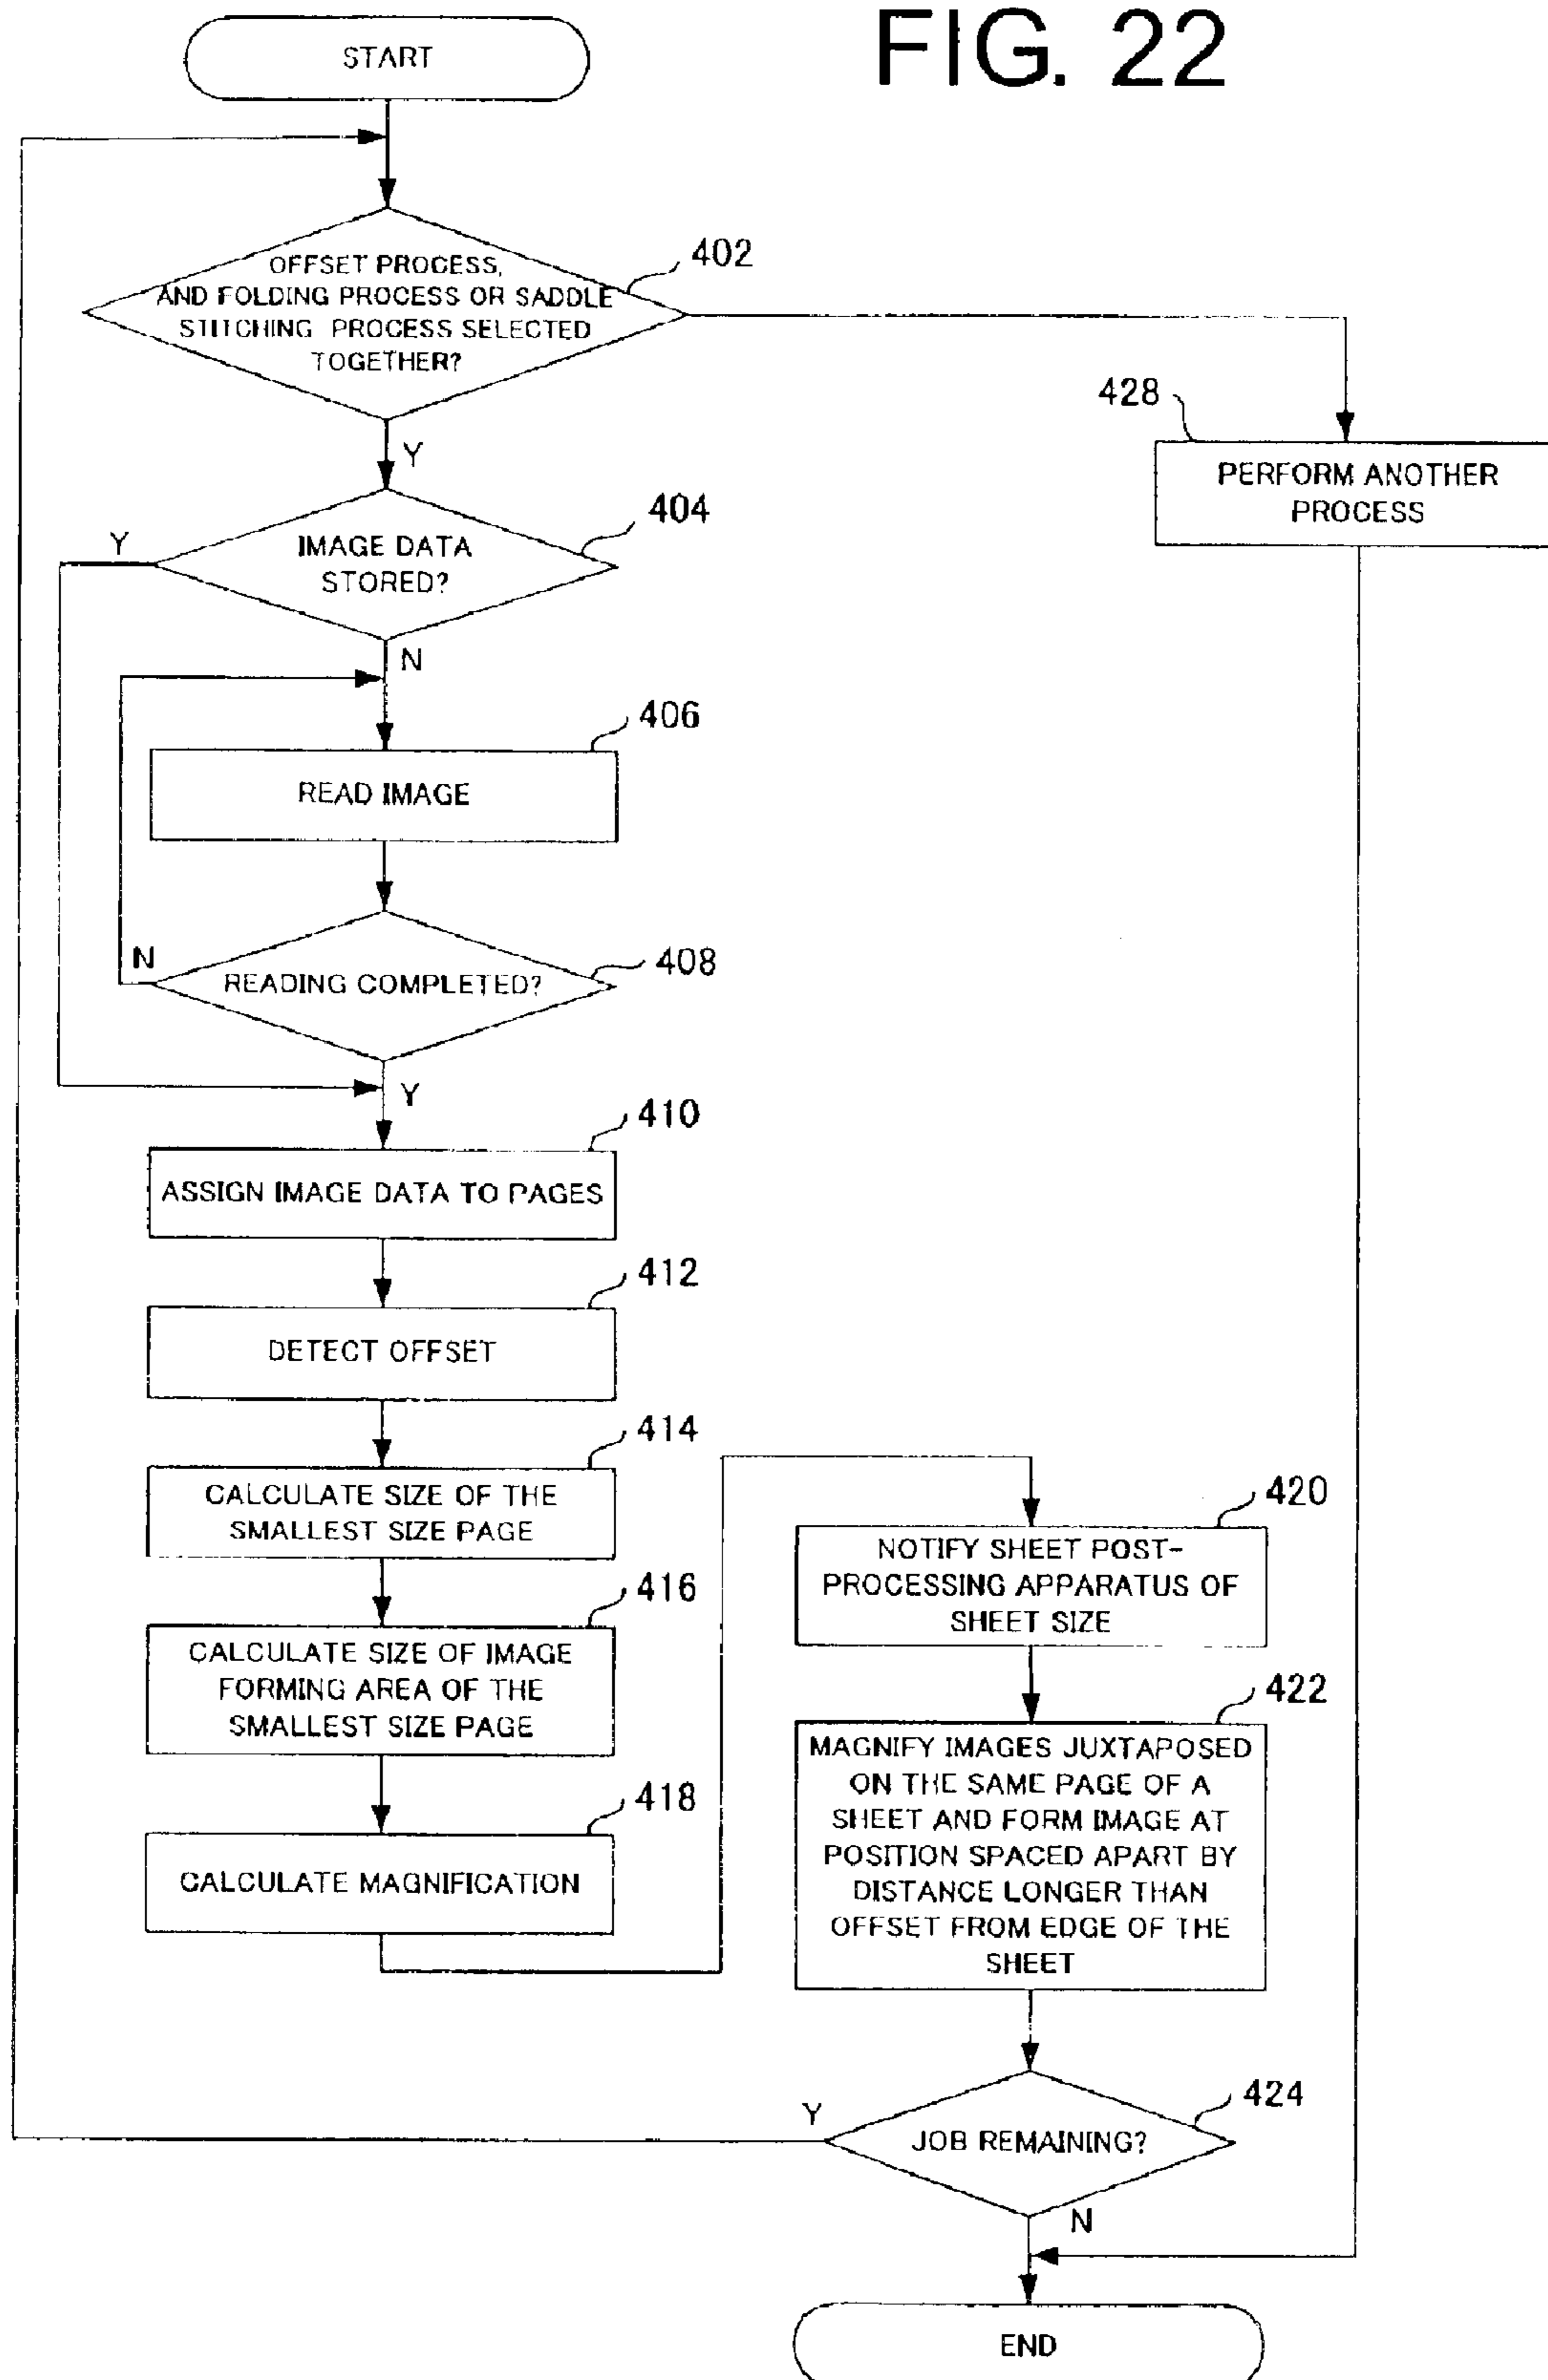 FIG. 22
START
402
OFFSET PROCESS,
AND FOLDING PROCESS OR SADDLE
STITCHING PROCESS SELECTED
TOGETHER?
Y
428
PERFORM ANOTHER
PROCESS
404
Y
IMAGE DATA
STORED?
N
406
READ IMAGE
408
N
READING COMPLETED?
Y
410
ASSIGN IMAGE DATA TO PAGES
412
DETECT OFFSET
414
CALCULATE SIZE OF THE
SMALLEST SIZE PAGE
416
CALCULATE SIZE OF IMAGE
FORMING AREA OF THE
SMALLEST SIZE PAGE
418
CALCULATE MAGNIFICATION
420
NOTIFY SHEET POST-
PROCESSING APPARATUS OF
SHEET SIZE
422
MAGNIFY IMAGES JUXTAPOSED
ON THE SAME PAGE OF A
SHEET AND FORM IMAGE AT
POSITION SPACED APART BY
DISTANCE LONGER THAN
OFFSET FROM EDGE OF THE
SHEET
424
Y
JOB REMAINING?
N
END